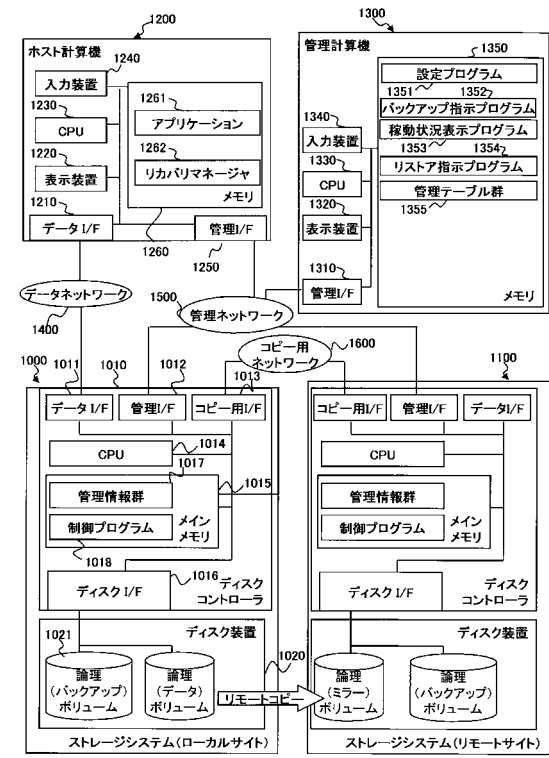 1200
ホスト計算機
1240
入力装置
1230
CPU
1220
表示装置
1210
データ I/F
1261
アプリケーション
1262
リカバリマネージャ
メモリ
1260
管理I/F
1250
1300
管理計算機
1350
設定プログラム
1351
1352
バックアップ指示プログラム
稼動状況表示プログラム
1353
1354
リストア指示プログラム
管理テーブル群
1355
メモリ
1340
入力装置
1330
CPU
1320
表示装置
1310
管理I/F
データネットワーク
1400
1500
管理ネットワーク
コピー用
ネットワーク
1600
1000
1011
1010
1012
1013
データ I/F
管理I/F
コピー用I/F
CPU
1014
1017
管理情報群
1015
制御プログラム
メイン
メモリ
1018
1016
ディスク I/F
ディスク
コントローラ
ディスク装置
1021
1020
論理
(バックアップ)
ボリューム
論理
(データ)
ボリューム
リモートコピー
ストレージシステム(ローカルサイト)
1100
コピー用I/F
管理I/F
データI/F
CPU
管理情報群
制御プログラム
メイン
メモリ
ディスク I/F
ディスク
コントローラ
ディスク装置
論理
(ミラー)
ボリューム
論理
(バックアップ)
ボリューム
ストレージシステム(リモートサイト)